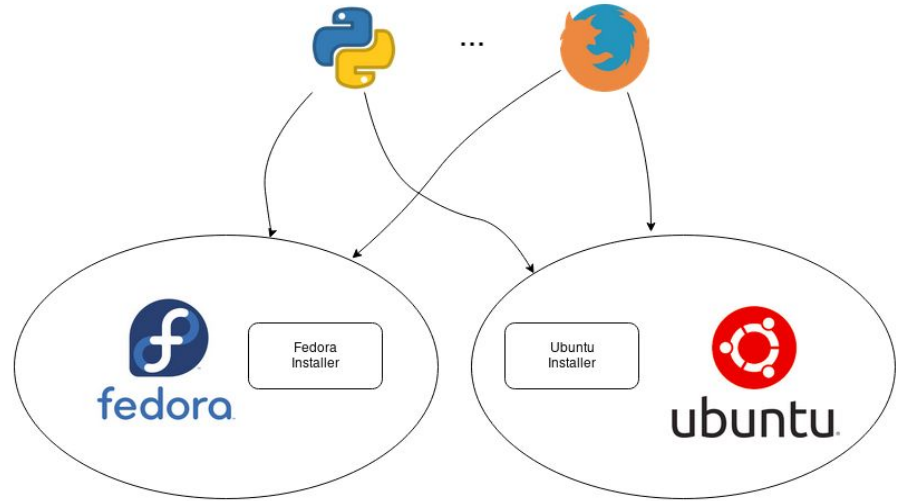 ...
Fedora
Installer
Ubuntu
Installer
fedora
ubuntu